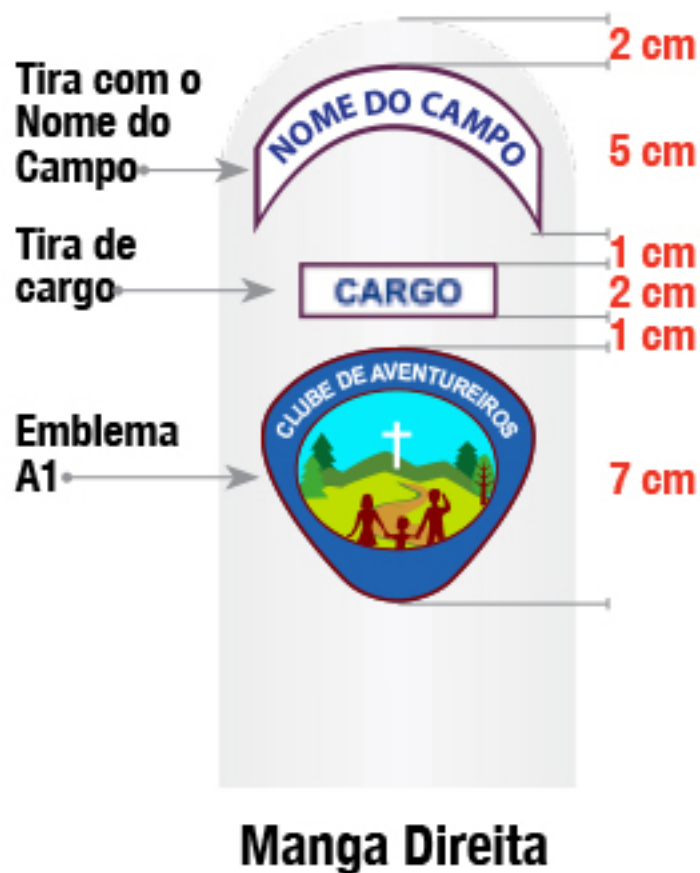 2 cm
Tira com o
Nome do
Campo
NOME DO CAMPO
5 cm
Tira de
cargo
1 cm
CARGO
2 cm
1 cm
CLUBE DE AVENTUREIROS
Emblema
A1
7 cm
Manga Direita